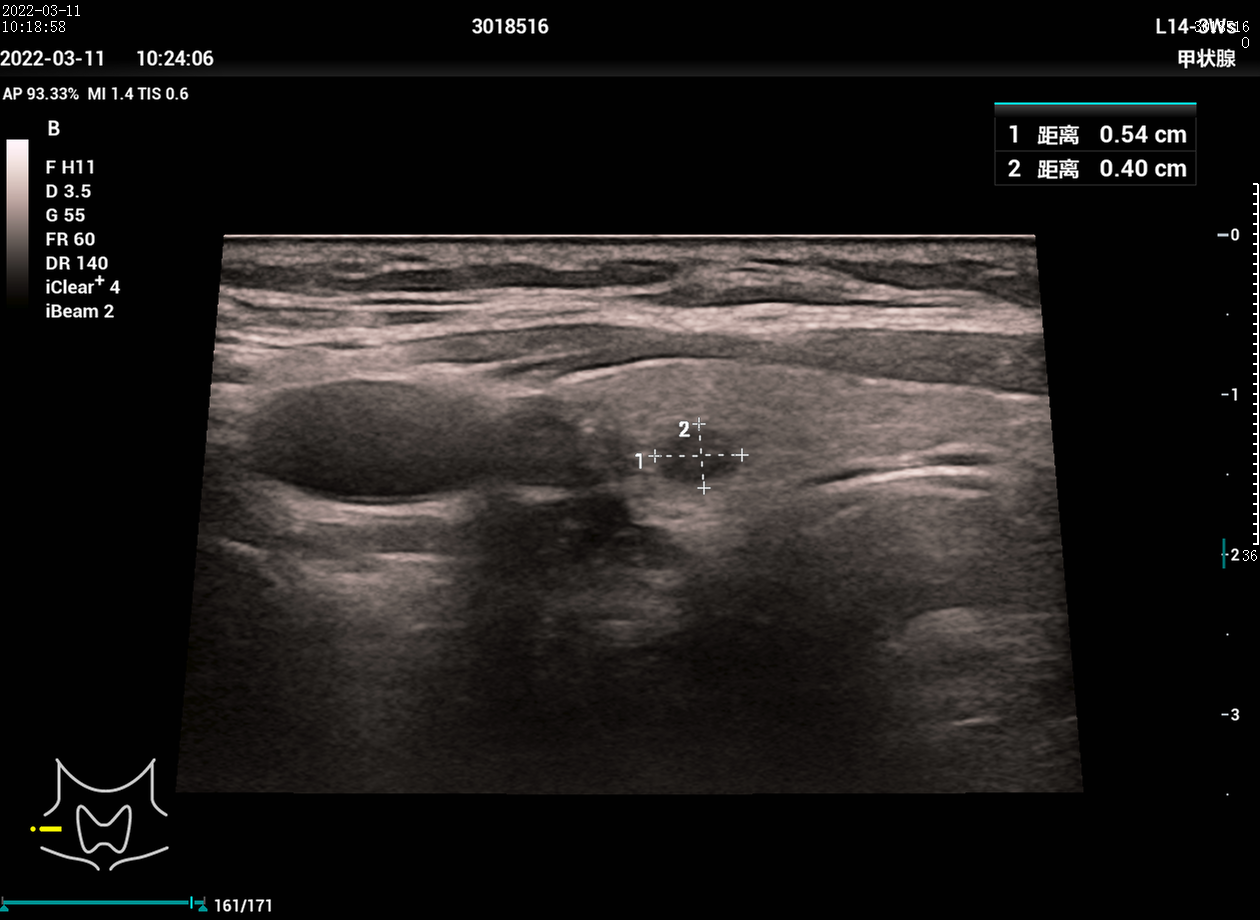 2022-03-11
10:18:58
3018516
L14-3Ws
0
2022-03-11 10:24:06
甲状腺
AP 93.33% MI 1.4 TIS 0.6
B
F H11
D 3.5
G 55
FR 60
DR 140
iClear+ 4
iBeam 2
1 距离 0.54 cm
2 距离 0.40 cm
0
1
2
36
3
2
1
161/171